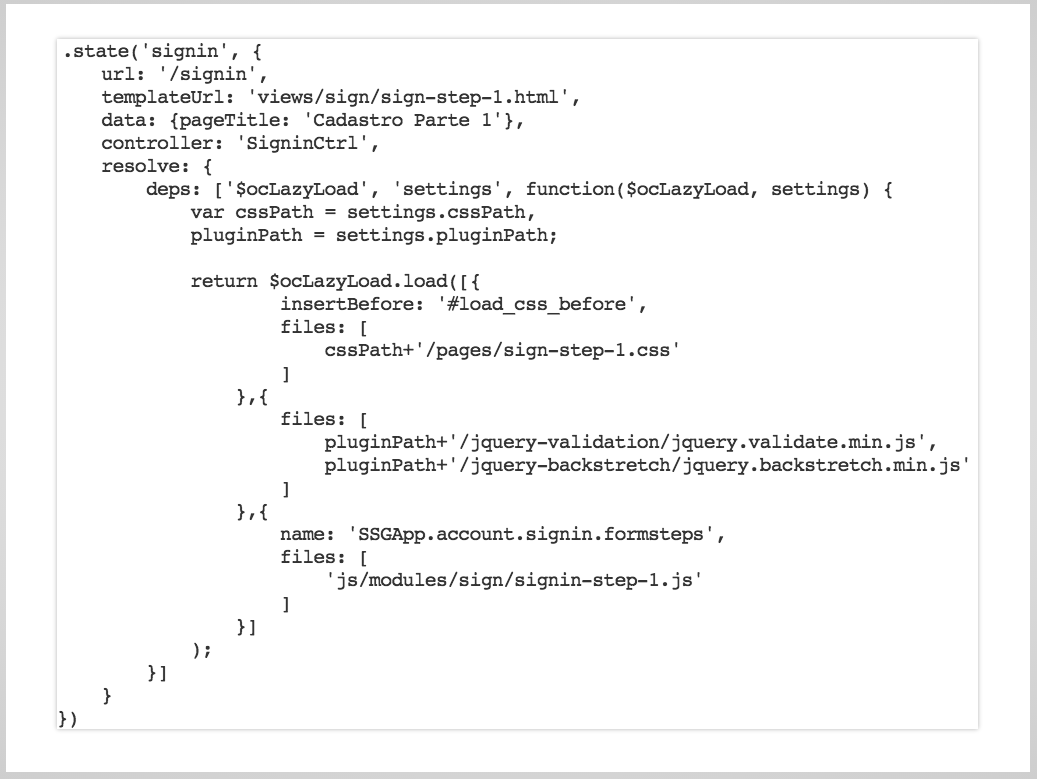 .state('signin', {
    url: '/signin',
    templateUrl: 'views/sign/sign-step-1.html',
    data: {pageTitle: 'Cadastro Parte 1'},
    controller: 'SigninCtrl',
    resolve: {
        deps: ['$ocLazyLoad', 'settings', function($ocLazyLoad, settings) {
            var cssPath = settings.cssPath,
            pluginPath = settings.pluginPath;

            return $ocLazyLoad.load([{
                    insertBefore: '#load_css_before',
                    files: [
                        cssPath+'/pages/sign-step-1.css'
                    ]
                },{
                    files: [
                        pluginPath+'/jquery-validation/jquery.validate.min.js',
                        pluginPath+'/jquery-backstretch/jquery.backstretch.min.js'
                    ]
                },{
                    name: 'SSGApp.account.signin.formsteps',
                    files: [
                        'js/modules/sign/signin-step-1.js'
                    ]
                }]
            );
        }]
    }
})